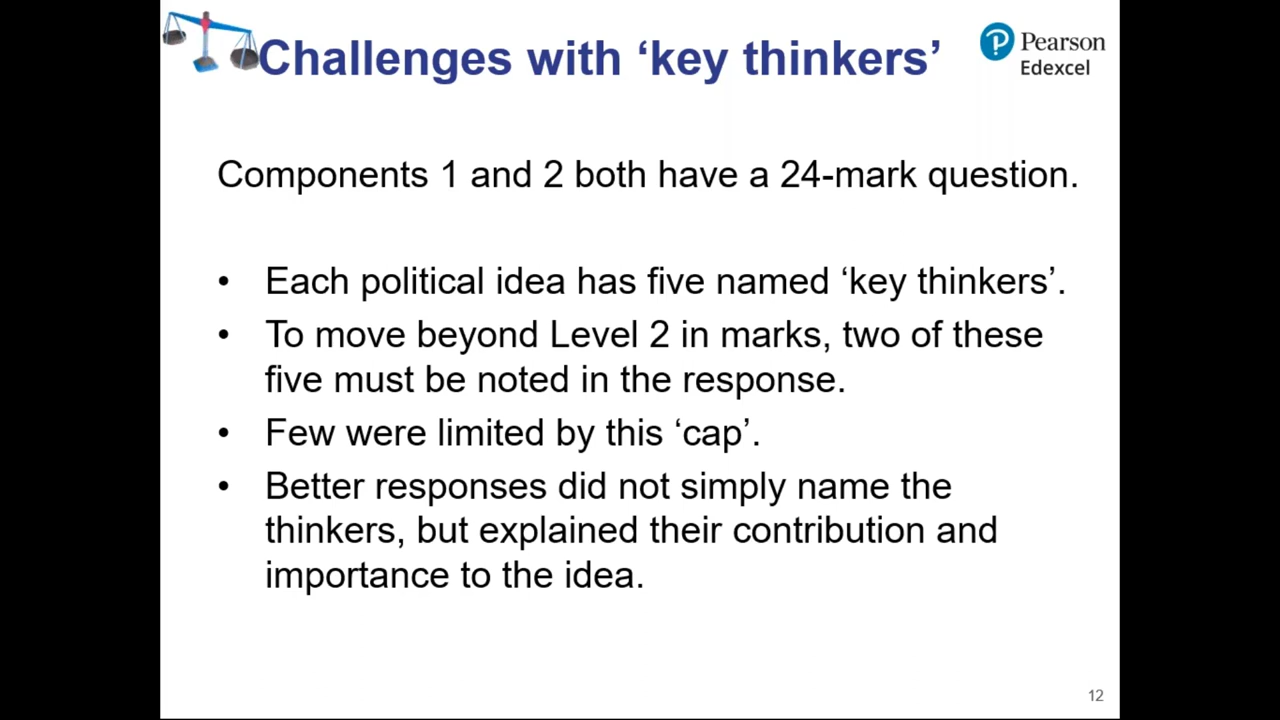 Challenges with ‘key thinkers’
Pearson
Edexcel
Components 1 and 2 both have a 24-mark question.
• Each political idea has five named ‘key thinkers’.
• To move beyond Level 2 in marks, two of these
five must be noted in the response.
• Few were limited by this ‘cap’.
• Better responses did not simply name the
thinkers, but explained their contribution and
importance to the idea.
12